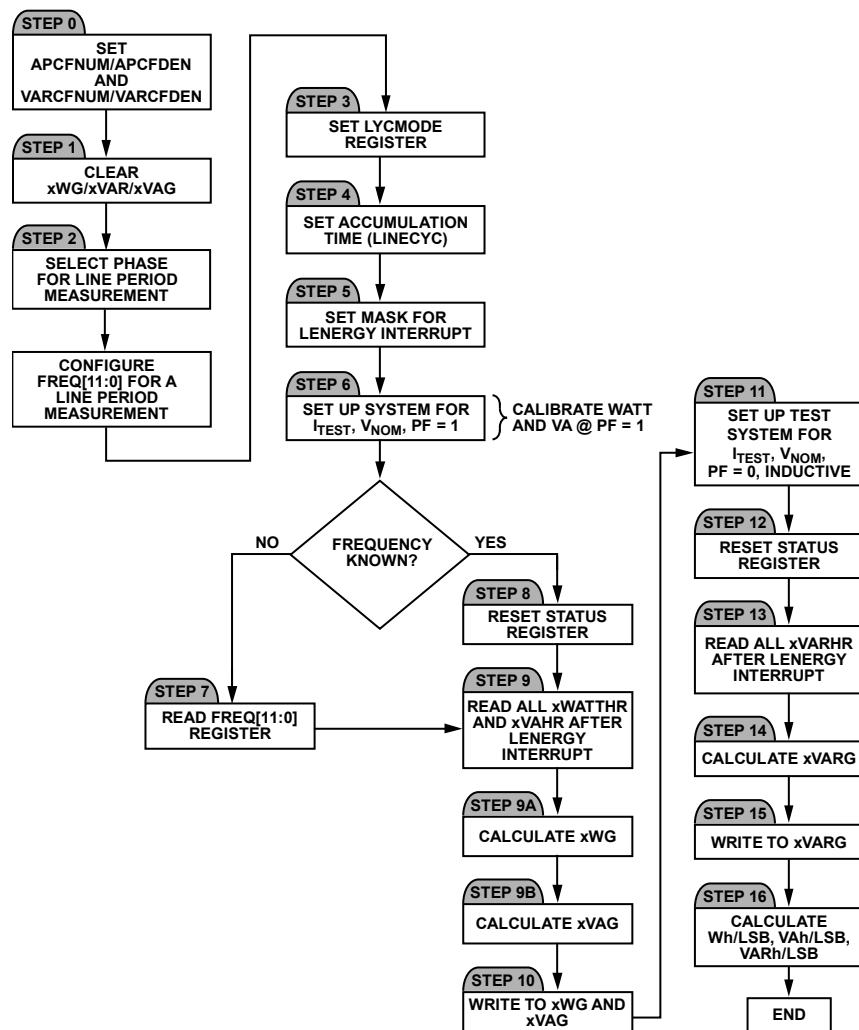 STEP 0
SET
APCFNUM/APCFDEN
AND
VARCFNUM/VARCFDEN
STEP 1
CLEAR
xWG/xVAR/xVAG
STEP 2
SELECT PHASE
FOR LINE PERIOD
MEASUREMENT
CONFIGURE
FREQ[11:0] FOR A
LINE PERIOD
MEASUREMENT
STEP 3
SET LYCMODE
REGISTER
STEP 4
SET ACCUMULATION
TIME (LINECYC)
STEP 5
SET MASK FOR
LENERGY INTERRUPT
STEP 6
SET UP SYSTEM FOR
ITEST, VNOM, PF = 1
CALIBRATE WATT
AND VA @ PF = 1
FREQUENCY
KNOWN?
NO
YES
STEP 7
READ FREQ[11:0]
REGISTER
STEP 8
RESET STATUS
REGISTER
STEP 9
READ ALL xWATTHR
AND xVAHR AFTER
LENERGY
INTERRUPT
STEP 9A
CALCULATE xWG
STEP 9B
CALCULATE xVAG
STEP 10
WRITE TO xWG AND
xVAG
STEP 11
SET UP TEST
SYSTEM FOR
ITEST, VNOM,
PF = 0, INDUCTIVE
STEP 12
RESET STATUS
REGISTER
STEP 13
READ ALL xVARHR
AFTER LENERGY
INTERRUPT
STEP 14
CALCULATE xVARG
STEP 15
WRITE TO xVARG
STEP 16
CALCULATE
Wh/LSB, VAh/LSB,
VARh/LSB
END